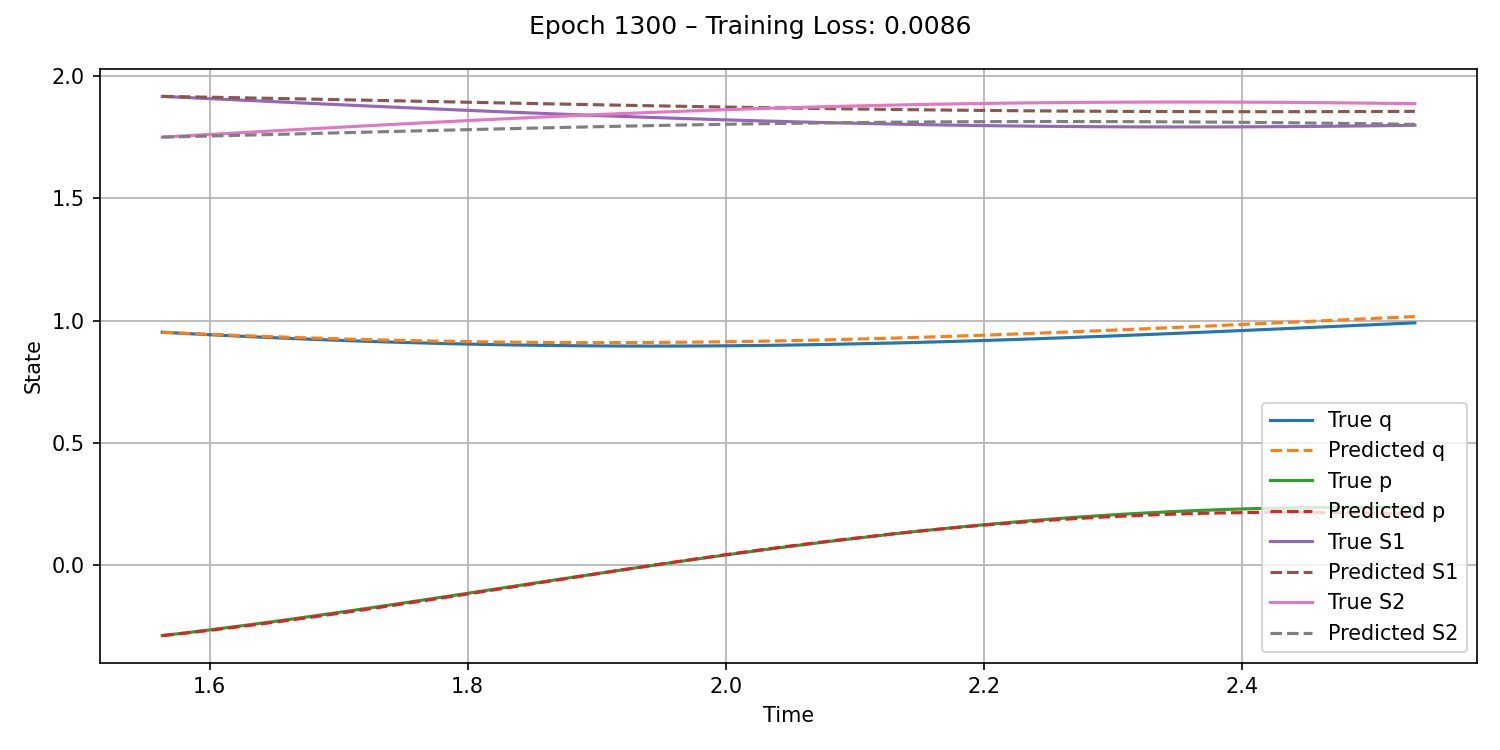 Epoch 1300 – Training Loss: 0.0086
2.0
1.5
1.0
0.5
0.0
State
1.6 1.8 2.0 2.2 2.4
Time
True q
Predicted q
True p
Predicted p
True S1
Predicted S1
True S2
Predicted S2